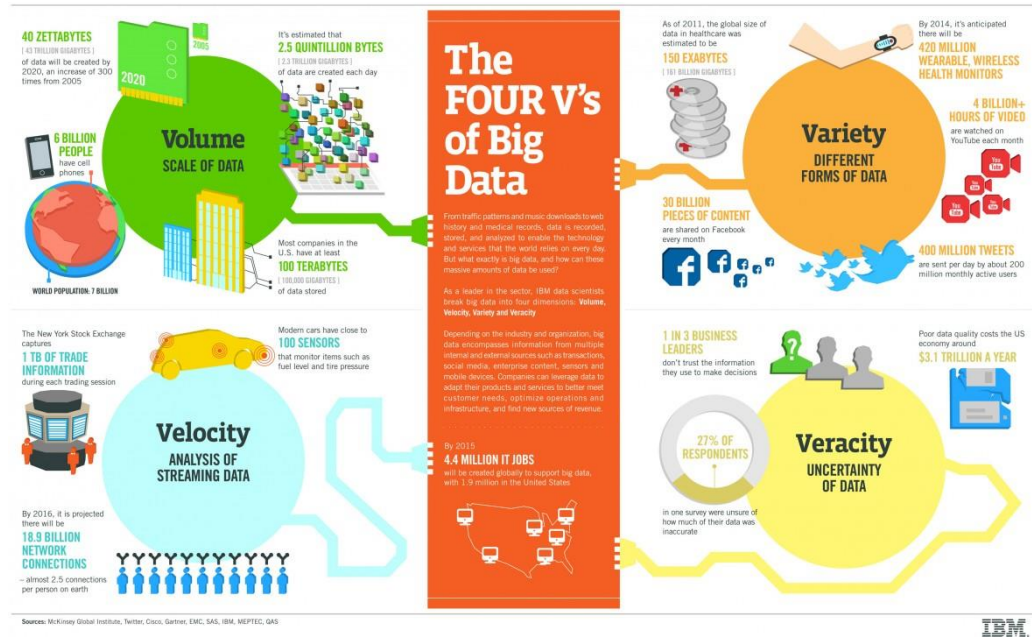 40 ZETTABYTES
[ 43 TRILLION GIGABYTES ]
of data will be created by
2020, an increase of 300
times from 2005
2005
2020
It's estimated that
2.5 QUINTILLION BYTES
[ 2.3 TRILLION GIGABYTES ]
of data are created each day
6 BILLION
PEOPLE
have cell
phones
WORLD POPULATION: 7 BILLION
Volume
SCALE OF DATA
Most companies in the
U.S. have at least
100 TERABYTES
[ 100,000 GIGABYTES ]
of data stored
The New York Stock Exchange
captures
1 TB OF TRADE
INFORMATION
during each trading session
Modern cars have close to
100 SENSORS
that monitor items such as
fuel level and tire pressure
Velocity
ANALYSIS OF
STREAMING DATA
By 2016, it is projected
there will be
18.9 BILLION
NETWORK
CONNECTIONS
– almost 2.5 connections
per person on earth
The
FOUR V's
of Big
Data
From traffic patterns and music downloads to web
history and medical records, data is recorded,
stored, and analyzed to enable the technology
and services that the world relies on every day.
But what exactly is big data, and how can these
massive amounts of data be used?
As a leader in the sector, IBM data scientists
break big data into four dimensions: Volume,
Velocity, Variety and Veracity
Depending on the industry and organization, big
data encompasses information from multiple
internal and external sources such as transactions,
social media, enterprise content, sensors and
mobile devices. Companies can leverage data to
adapt their products and services to better meet
customer needs, optimize operations and
infrastructure, and find new sources of revenue.
By 2015
4.4 MILLION IT JOBS
will be created globally to support big data,
with 1.9 million in the United States
As of 2011, the global size of
data in healthcare was
estimated to be
150 EXABYTES
[ 161 BILLION GIGABYTES ]
By 2014, it's anticipated
there will be
420 MILLION
WEARABLE, WIRELESS
HEALTH MONITORS
4 BILLION+
HOURS OF VIDEO
are watched on
YouTube each month
You
Tube
You
Tube
You
Tube
You
Tube
Variety
DIFFERENT
FORMS OF DATA
30 BILLION
PIECES OF CONTENT
are shared on Facebook
every month
f
f
f
f
f
f
400 MILLION TWEETS
are sent per day by about 200
million monthly active users
1 IN 3 BUSINESS
LEADERS
don't trust the information
they use to make decisions
?
Poor data quality costs the US
economy around
$3.1 TRILLION A YEAR
27% OF
RESPONDENTS
in one survey were unsure of
how much of their data was
inaccurate
Veracity
UNCERTAINTY
OF DATA
Sources: McKinsey Global Institute, Twitter, Cisco, Gartner, EMC, SAS, IBM, MEPTEC, QAS
IBM.